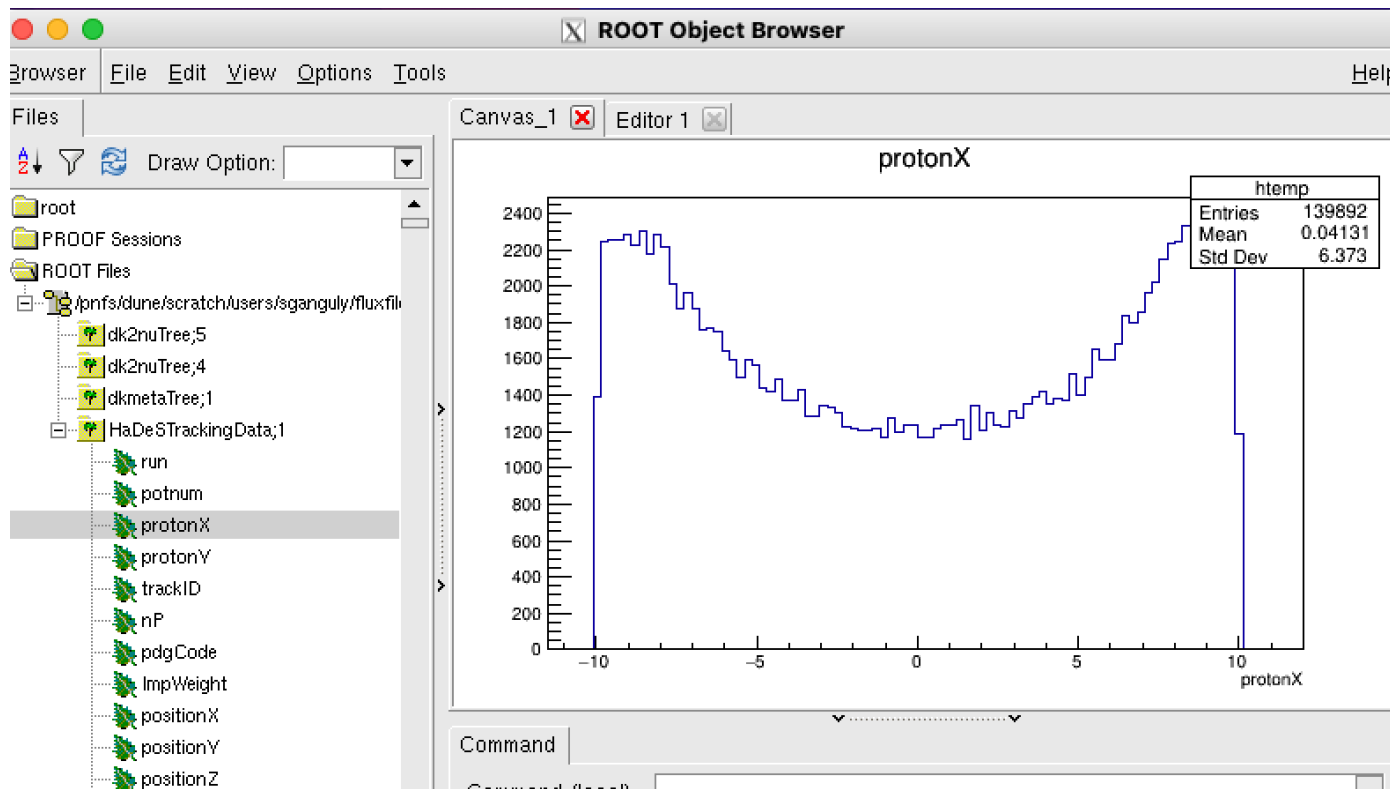 ROOT Object Browser
Browser File Edit View Options Tools Help
Files
Draw Option:
root
PROOF Sessions
ROOT Files
/pnfs/dune/scratch/users/sganguly/fluxfil
dk2nuTree;5
dk2nuTree;4
dkmetaTree;1
HaDeSTrackingData;1
run
potnum
protonX
protonY
trackID
nP
pdgCode
ImpWeight
positionX
positionY
positionZ
Canvas_1 Editor 1
protonX
htemp
Entries 139892
Mean 0.04131
Std Dev 6.373
2400
2200
2000
1800
1600
1400
1200
1000
800
600
400
200
0
−10 −5 0 5 10
protonX
Command
Command (local)